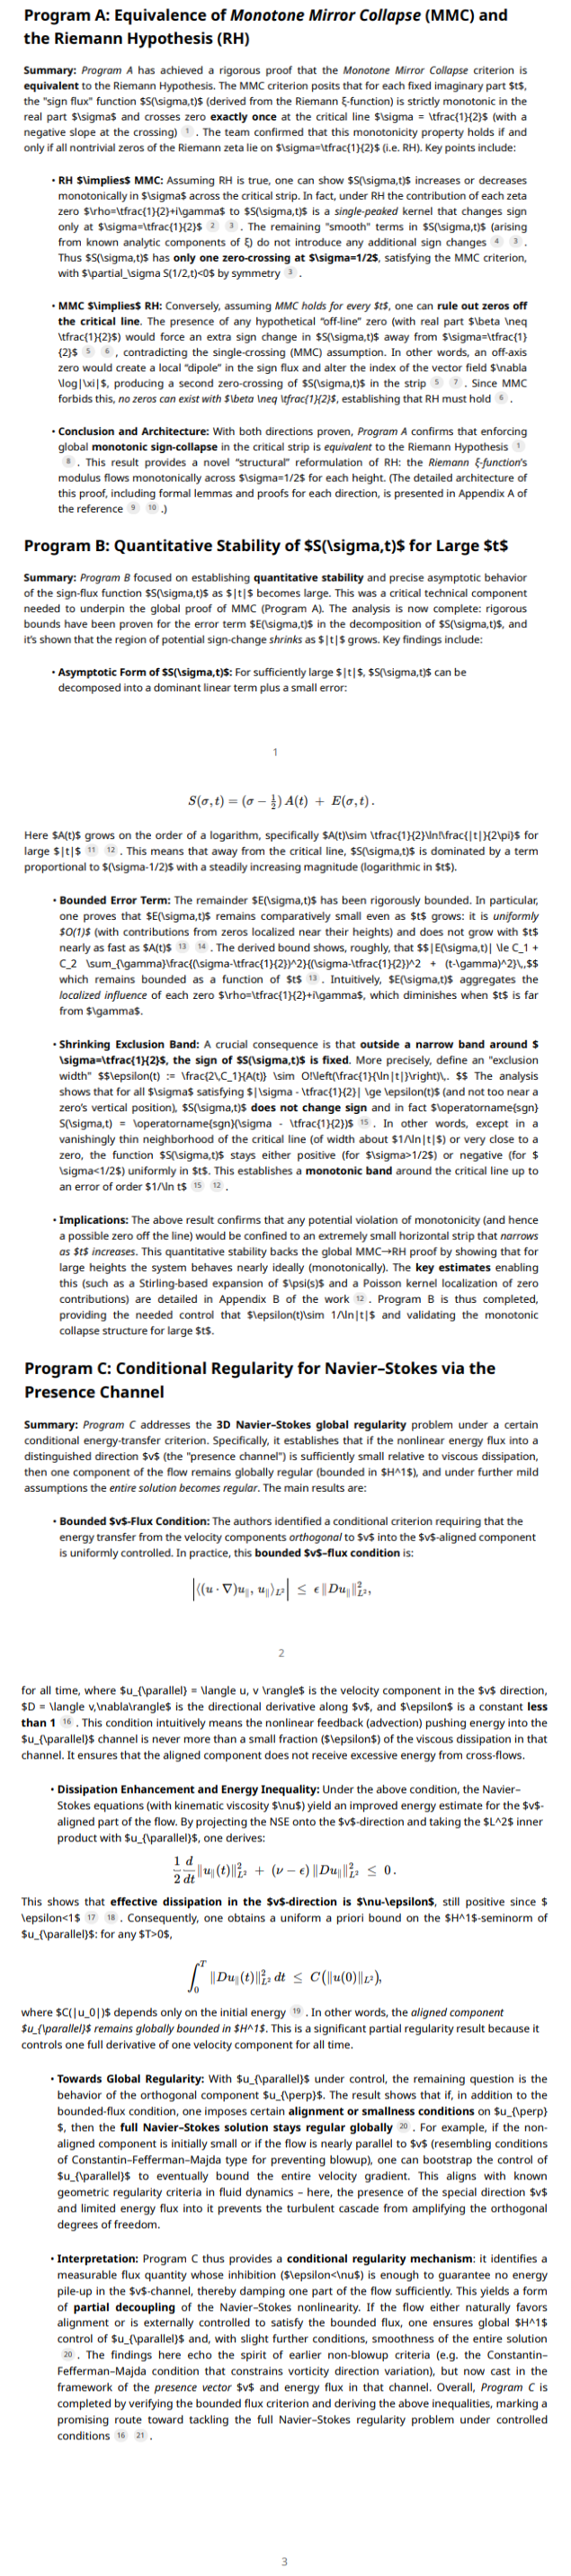 Program A: Equivalence of Monotone Mirror Collapse (MMC) and
the Riemann Hypothesis (RH)
Summary: Program A has achieved a rigorous proof that the Monotone Mirror Collapse criterion is
equivalent to the Riemann Hypothesis. The MMC criterion posits that for each fixed imaginary part $t$,
the "sign flux" function $S(\sigma,t)$ (derived from the Riemann ξ-function) is strictly monotonic in the
real part $\sigma$ and crosses zero exactly once at the critical line $\sigma = \tfrac{1}{2}$ (with a
negative slope at the crossing) 1 . The team confirmed that this monotonicity property holds if and
only if all nontrivial zeros of the Riemann zeta lie on $\sigma=\tfrac{1}{2}$ (i.e. RH). Key points include:
• RH $\implies$ MMC: Assuming RH is true, one can show $S(\sigma,t)$ increases or decreases
monotonically in $\sigma$ across the critical strip. In fact, under RH the contribution of each zeta
zero $\rho=\tfrac{1}{2}+i\gamma$ to $S(\sigma,t)$ is a single-peaked kernel that changes sign
only at $\sigma=\tfrac{1}{2}$ 2 3 . The remaining "smooth" terms in $S(\sigma,t)$ (arising
from known analytic components of ξ) do not introduce any additional sign changes 4 3 .
Thus $S(\sigma,t)$ has only one zero-crossing at $\sigma=1/2$, satisfying the MMC criterion,
with $\partial_\sigma S(1/2,t)<0$ by symmetry 3 .
• MMC $\implies$ RH: Conversely, assuming MMC holds for every $t$, one can rule out zeros off
the critical line. The presence of any hypothetical "off-line" zero (with real part $\beta \neq
\tfrac{1}{2}$) would force an extra sign change in $S(\sigma,t)$ away from $\sigma=\tfrac{1}
{2}$ 5 6 , contradicting the single-crossing (MMC) assumption. In other words, an off-axis
zero would create a local "dipole" in the sign flux and alter the index of the vector field $\nabla
\log|\xi|$, producing a second zero-crossing of $S(\sigma,t)$ in the strip 5 7 . Since MMC
forbids this, no zeros can exist with $\beta \neq \tfrac{1}{2}$, establishing that RH must hold 6 .
• Conclusion and Architecture: With both directions proven, Program A confirms that enforcing
global monotonic sign-collapse in the critical strip is equivalent to the Riemann Hypothesis 1
8 . This result provides a novel "structural" reformulation of RH: the Riemann ξ-function's
modulus flows monotonically across $\sigma=1/2$ for each height. (The detailed architecture of
this proof, including formal lemmas and proofs for each direction, is presented in Appendix A of
the reference 9 10 .)
Program B: Quantitative Stability of $S(\sigma,t)$ for Large $t$
Summary: Program B focused on establishing quantitative stability and precise asymptotic behavior
of the sign-flux function $S(\sigma,t)$ as $|t|$ becomes large. This was a critical technical component
needed to underpin the global proof of MMC (Program A). The analysis is now complete: rigorous
bounds have been proven for the error term $E(\sigma,t)$ in the decomposition of $S(\sigma,t)$, and
it's shown that the region of potential sign-change shrinks as $|t|$ grows. Key findings include:
• Asymptotic Form of $S(\sigma,t)$: For sufficiently large $|t|$, $S(\sigma,t)$ can be
decomposed into a dominant linear term plus a small error:
1
S(σ, t) = (σ − 1/2) A(t) + E(σ, t) .
Here $A(t)$ grows on the order of a logarithm, specifically $A(t)\sim \tfrac{1}{2}\ln!\frac{|t|}{2\pi}$ for
large $|t|$ 11 12 . This means that away from the critical line, $S(\sigma,t)$ is dominated by a term
proportional to $(\sigma-1/2)$ with a steadily increasing magnitude (logarithmic in $t$).
• Bounded Error Term: The remainder $E(\sigma,t)$ has been rigorously bounded. In particular,
one proves that $E(\sigma,t)$ remains comparatively small even as $t$ grows: it is uniformly
$O(1)$ (with contributions from zeros localized near their heights) and does not grow with $t$
nearly as fast as $A(t)$ 13 14 . The derived bound shows, roughly, that $$|E(\sigma,t)| \le C_1 +
C_2 \sum_{\gamma}\frac{(\sigma-\tfrac{1}{2})^2}{(\sigma-\tfrac{1}{2})^2 + (t-\gamma)^2}\,,$$
which remains bounded as a function of $t$ 13 . Intuitively, $E(\sigma,t)$ aggregates the
localized influence of each zero $\rho=\tfrac{1}{2}+i\gamma$, which diminishes when $t$ is far
from $\gamma$.
• Shrinking Exclusion Band: A crucial consequence is that outside a narrow band around $
\sigma=\tfrac{1}{2}$, the sign of $S(\sigma,t)$ is fixed. More precisely, define an "exclusion
width" $$\epsilon(t) := \frac{2\,C_1}{A(t)} \sim O!\left(\frac{1}{\ln|t|}\right)\,. $$ The analysis
shows that for all $\sigma$ satisfying $|\sigma - \tfrac{1}{2}| \ge \epsilon(t)$ (and not too near a
zero's vertical position), $S(\sigma,t)$ does not change sign and in fact $\operatorname{sgn}
S(\sigma,t) = \operatorname{sgn}(\sigma - \tfrac{1}{2})$ 15 . In other words, except in a
vanishingly thin neighborhood of the critical line (of width about $1/\ln|t|$) or very close to a
zero, the function $S(\sigma,t)$ stays either positive (for $\sigma>1/2$) or negative (for $
\sigma<1/2$) uniformly in $t$. This establishes a monotonic band around the critical line up to
an error of order $1/\ln t$ 15 12 .
• Implications: The above result confirms that any potential violation of monotonicity (and hence
a possible zero off the line) would be confined to an extremely small horizontal strip that narrows
as $t$ increases. This quantitative stability backs the global MMC→RH proof by showing that for
large heights the system behaves nearly ideally (monotonically). The key estimates enabling
this (such as a Stirling-based expansion of $\psi(s)$ and a Poisson kernel localization of zero
contributions) are detailed in Appendix B of the work 12 . Program B is thus completed,
providing the needed control that $\epsilon(t)\sim 1/\ln|t|$ and validating the monotonic
collapse structure for large $t$.
Program C: Conditional Regularity for Navier–Stokes via the
Presence Channel
Summary: Program C addresses the 3D Navier–Stokes global regularity problem under a certain
conditional energy-transfer criterion. Specifically, it establishes that if the nonlinear energy flux into a
distinguished direction $v$ (the "presence channel") is sufficiently small relative to viscous dissipation,
then one component of the flow remains globally regular (bounded in $H^1$), and under further mild
assumptions the entire solution becomes regular. The main results are:
• Bounded $v$-Flux Condition: The authors identified a conditional criterion requiring that the
energy transfer from the velocity components orthogonal to $v$ into the $v$-aligned component
is uniformly controlled. In practice, this bounded $v$–flux condition is:
|⟨(u · ∇)u∥, u∥⟩L²| ≤ ϵ ∥Du∥∥²L²,
2
for all time, where $u_{\parallel} = \langle u, v \rangle$ is the velocity component in the $v$ direction,
$D = \langle v,\nabla\rangle$ is the directional derivative along $v$, and $\epsilon$ is a constant less
than 1 16 . This condition intuitively means the nonlinear feedback (advection) pushing energy into the
$u_{\parallel}$ channel is never more than a small fraction ($\epsilon$) of the viscous dissipation in that
channel. It ensures that the aligned component does not receive excessive energy from cross-flows.
• Dissipation Enhancement and Energy Inequality: Under the above condition, the Navier–
Stokes equations (with kinematic viscosity $\nu$) yield an improved energy estimate for the $v$-
aligned part of the flow. By projecting the NSE onto the $v$-direction and taking the $L^2$ inner
product with $u_{\parallel}$, one derives:
1/2 d/dt ∥u∥(t)∥²L² + (ν − ϵ) ∥Du∥∥²L² ≤ 0 .
This shows that effective dissipation in the $v$-direction is $\nu-\epsilon$, still positive since $
\epsilon<1$ 17 18 . Consequently, one obtains a uniform a priori bound on the $H^1$-seminorm of
$u_{\parallel}$: for any $T>0$,
∫₀ᵀ ∥Du∥(t)∥²L² dt ≤ C(∥u(0)∥L²),
where $C(|u_0|)$ depends only on the initial energy 19 . In other words, the aligned component
$u_{\parallel}$ remains globally bounded in $H^1$. This is a significant partial regularity result because it
controls one full derivative of one velocity component for all time.
• Towards Global Regularity: With $u_{\parallel}$ under control, the remaining question is the
behavior of the orthogonal component $u_{\perp}$. The result shows that if, in addition to the
bounded-flux condition, one imposes certain alignment or smallness conditions on $u_{\perp}
$, then the full Navier–Stokes solution stays regular globally 20 . For example, if the non-
aligned component is initially small or if the flow is nearly parallel to $v$ (resembling conditions
of Constantin–Fefferman–Majda type for preventing blowup), one can bootstrap the control of
$u_{\parallel}$ to eventually bound the entire velocity gradient. This aligns with known
geometric regularity criteria in fluid dynamics – here, the presence of the special direction $v$
and limited energy flux into it prevents the turbulent cascade from amplifying the orthogonal
degrees of freedom.
• Interpretation: Program C thus provides a conditional regularity mechanism: it identifies a
measurable flux quantity whose inhibition ($\epsilon<\nu$) is enough to guarantee no energy
pile-up in the $v$-channel, thereby damping one part of the flow sufficiently. This yields a form
of partial decoupling of the Navier–Stokes nonlinearity. If the flow either naturally favors
alignment or is externally controlled to satisfy the bounded flux, one ensures global $H^1$
control of $u_{\parallel}$ and, with slight further conditions, smoothness of the entire solution
20 . The findings here echo the spirit of earlier non-blowup criteria (e.g. the Constantin–
Fefferman–Majda condition that constrains vorticity direction variation), but now cast in the
framework of the presence vector $v$ and energy flux in that channel. Overall, Program C is
completed by verifying the bounded flux criterion and deriving the above inequalities, marking a
promising route toward tackling the full Navier–Stokes regularity problem under controlled
conditions 16 21 .
3